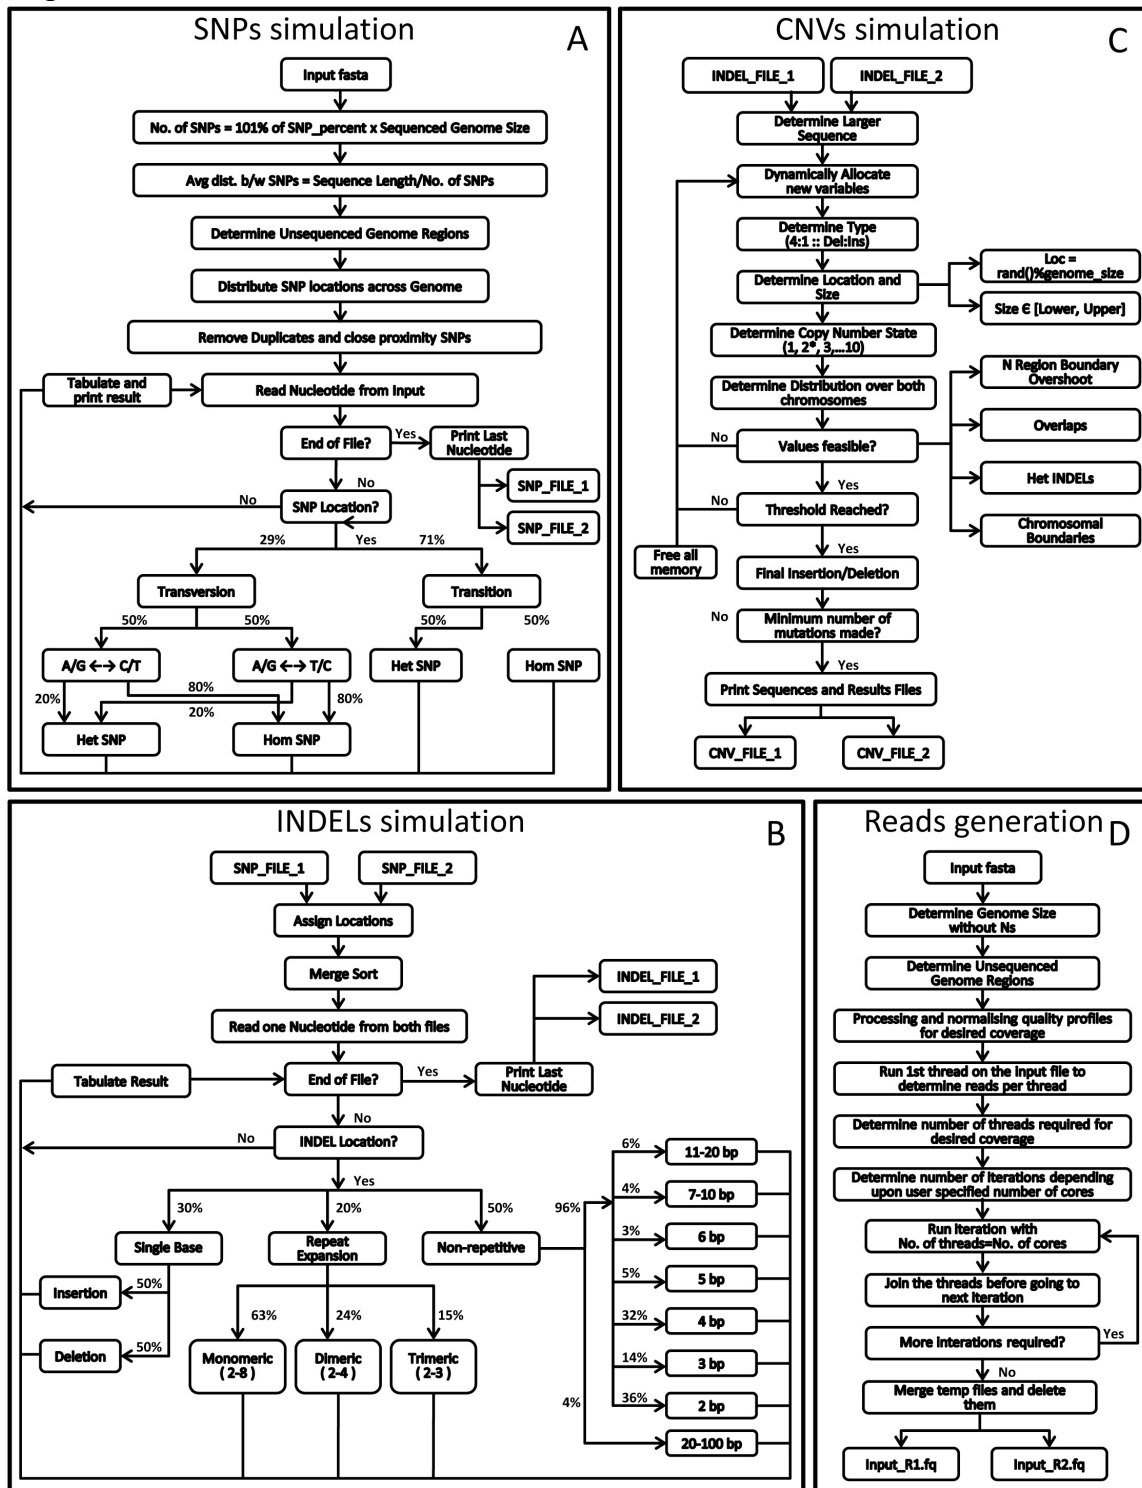 SNPs simulation
A
Input fasta
No. of SNPs = 101% of SNP_percent x Sequenced Genome Size
Avg dist. b/w SNPs = Sequence Length/No. of SNPs
Determine Unsequenced Genome Regions
Distribute SNP locations across Genome
Remove Duplicates and close proximity SNPs
Tabulate and
print result
Read Nucleotide from Input
End of File?
Yes
Print Last
Nucleotide
No
SNP_FILE_1
SNP_FILE_2
SNP Location?
No
29%
Yes
71%
Transversion
Transition
50%
50%
50%
50%
A/G ←→ C/T
A/G ←→ T/C
Het SNP
Hom SNP
20%
80%
20%
80%
Het SNP
Hom SNP
CNVs simulation
C
INDEL_FILE_1
INDEL_FILE_2
Determine Larger
Sequence
Dynamically Allocate
new variables
Determine Type
(4:1 :: Del:Ins)
Determine Location and
Size
Loc =
rand()%genome_size
Size Є [Lower, Upper]
Determine Copy Number State
(1, 2*, 3,...10)
Determine Distribution over both
chromosomes
N Region Boundary
Overshoot
Overlaps
Het INDELs
Chromosomal
Boundaries
No
Values feasible?
Yes
No
Threshold Reached?
Yes
Free all
memory
Final Insertion/Deletion
No
Minimum number of
mutations made?
Yes
Print Sequences and Results Files
CNV_FILE_1
CNV_FILE_2
INDELs simulation
B
SNP_FILE_1
SNP_FILE_2
Assign Locations
Merge Sort
Read one Nucleotide from both files
INDEL_FILE_1
INDEL_FILE_2
Tabulate Result
End of File?
Yes
Print Last
Nucleotide
No
No
INDEL Location?
Yes
30%
20%
50%
Single Base
Repeat
Expansion
Non-repetitive
50%
Insertion
50%
Deletion
63%
24%
15%
Monomeric
( 2-8 )
Dimeric
( 2-4 )
Trimeric
( 2-3 )
96%
4%
6%
11-20 bp
4%
7-10 bp
3%
6 bp
5%
5 bp
32%
4 bp
14%
3 bp
36%
2 bp
20-100 bp
Reads generation
D
Input fasta
Determine Genome Size
without Ns
Determine Unsequenced
Genome Regions
Processing and normalising quality profiles
for desired coverage
Run 1st thread on the input file to
determine reads per thread
Determine number of threads required for
desired coverage
Determine number of iterations depending
upon user specified number of cores
Run iteration with
No. of threads=No. of cores
Join the threads before going to
next iteration
More interations required?
Yes
No
Merge temp files and delete
them
Input_R1.fq
Input_R2.fq